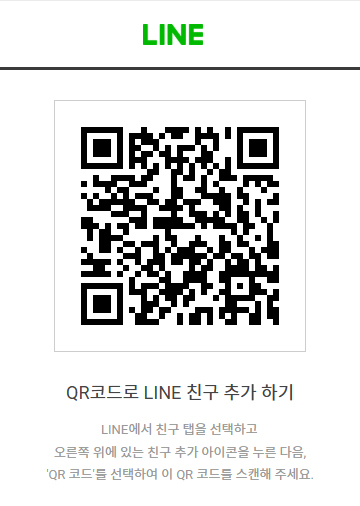 LINE
QR코드로 LINE 친구 추가 하기
LINE에서 친구 탭을 선택하고
오른쪽 위에 있는 친구 추가 아이콘을 누른 다음,
'QR 코드'를 선택하여 이 QR 코드를 스캔해 주세요.